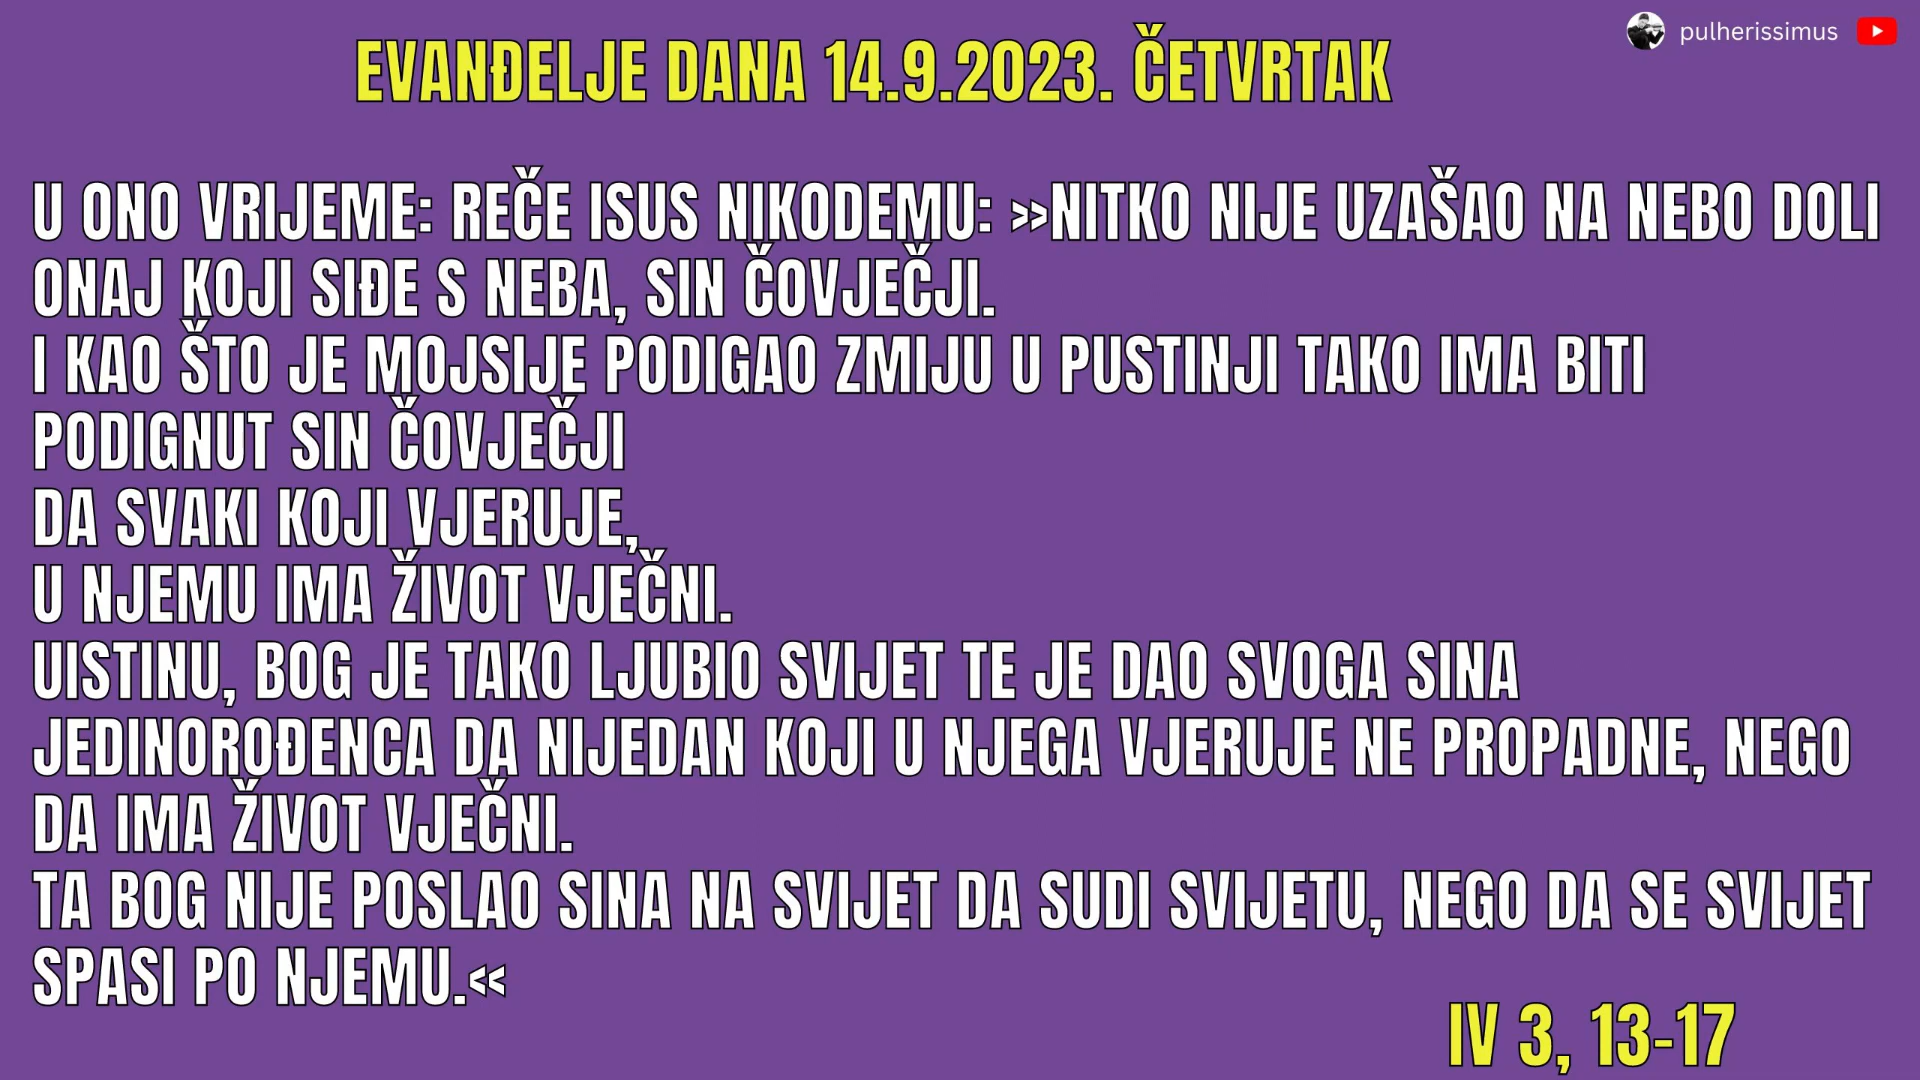 pulherissimus
EVANĐELJE DANA 14.9.2023. ČETVRTAK
U ONO VRIJEME: REČE ISUS NIKODEMU: »NITKO NIJE UZAŠAO NA NEBO DOLI
ONAJ KOJI SIĐE S NEBA, SIN ČOVJEČJI.
I KAO ŠTO JE MOJSIJE PODIGAO ZMIJU U PUSTINJI TAKO IMA BITI
PODIGNUT SIN ČOVJEČJI
DA SVAKI KOJI VJERUJE,
U NJEMU IMA ŽIVOT VJEČNI.
UISTINU, BOG JE TAKO LJUBIO SVIJET TE JE DAO SVOGA SINA
JEDINOROĐENCA DA NIJEDAN KOJI U NJEGA VJERUJE NE PROPADNE, NEGO
DA IMA ŽIVOT VJEČNI.
TA BOG NIJE POSLAO SINA NA SVIJET DA SUDI SVIJETU, NEGO DA SE SVIJET
SPASI PO NJEMU.«
IV 3, 13-17